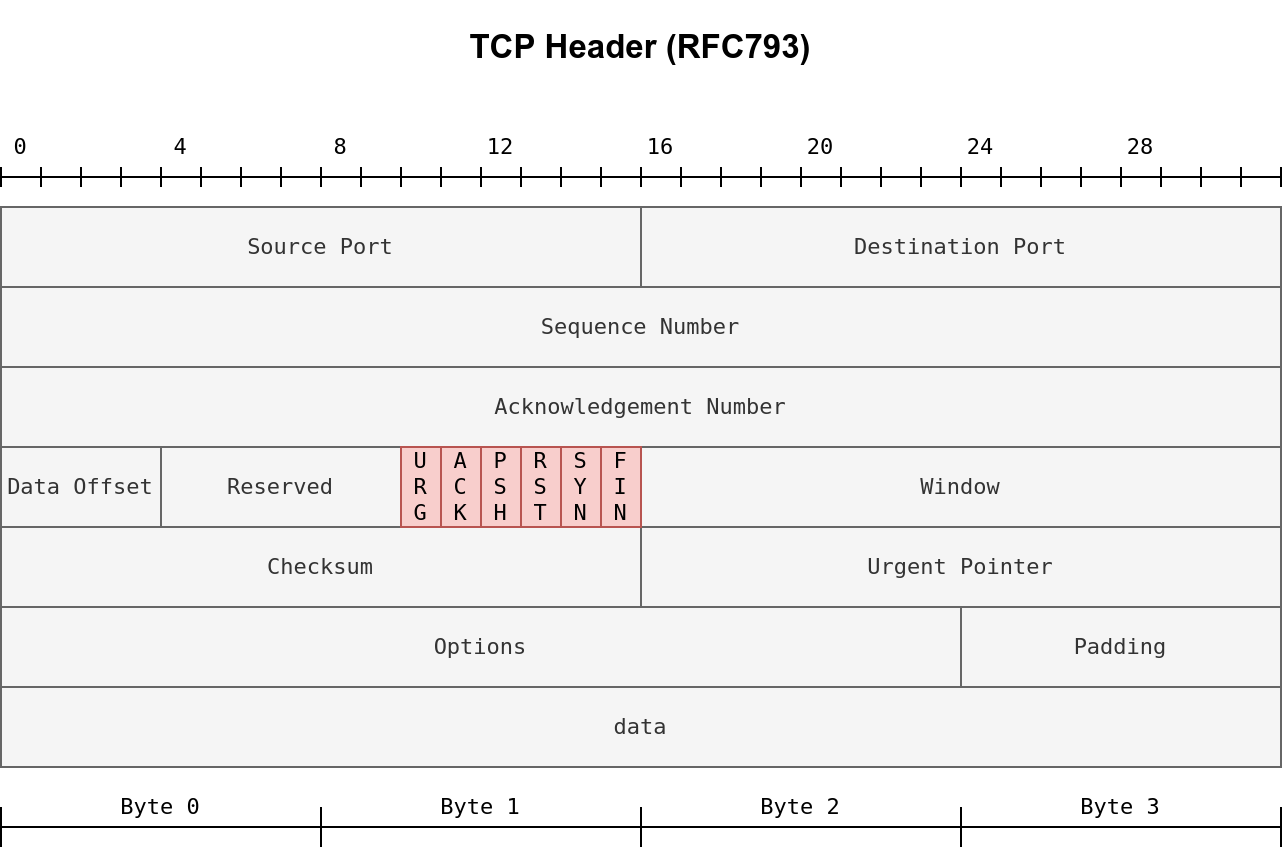 TCP Header (RFC793)
0 4 8 12 16 20 24 28
Source Port Destination Port
Sequence Number
Acknowledgement Number
Data Offset Reserved URG ACK PSH RST SYN FIN Window
Checksum Urgent Pointer
Options Padding
data
Byte 0 Byte 1 Byte 2 Byte 3